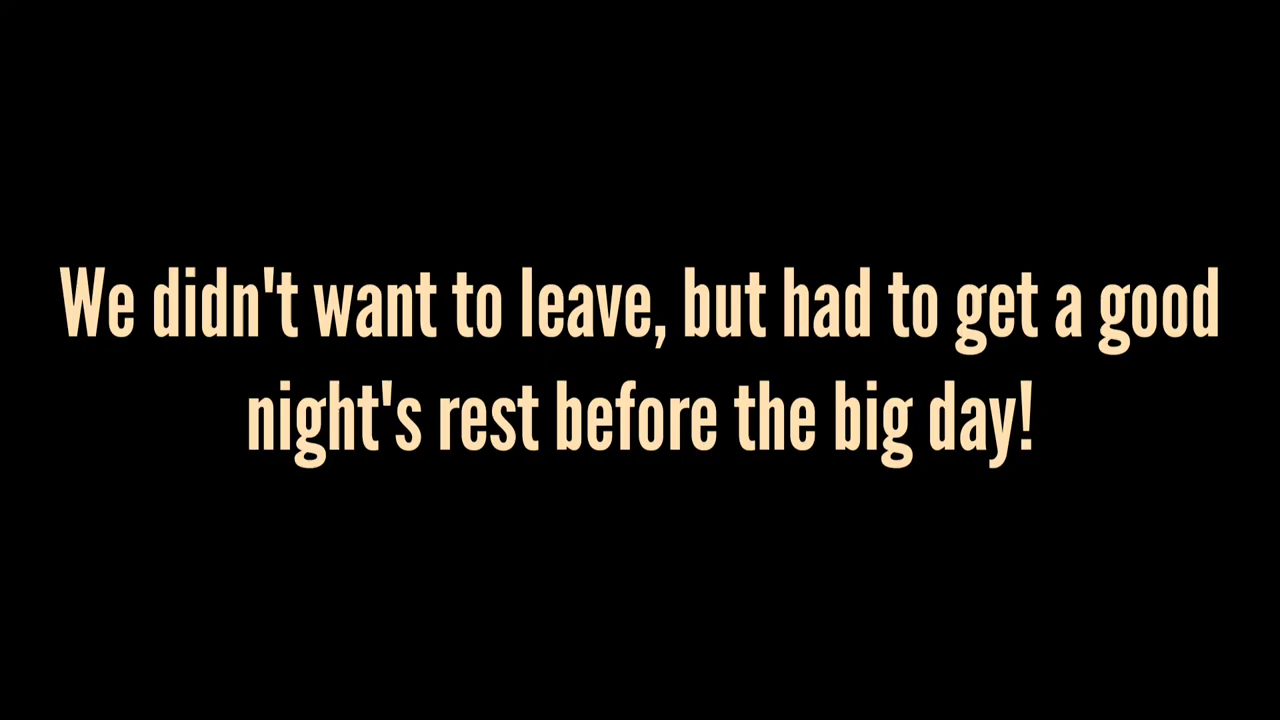 We didn't want to leave, but had to get a good
night's rest before the big day!